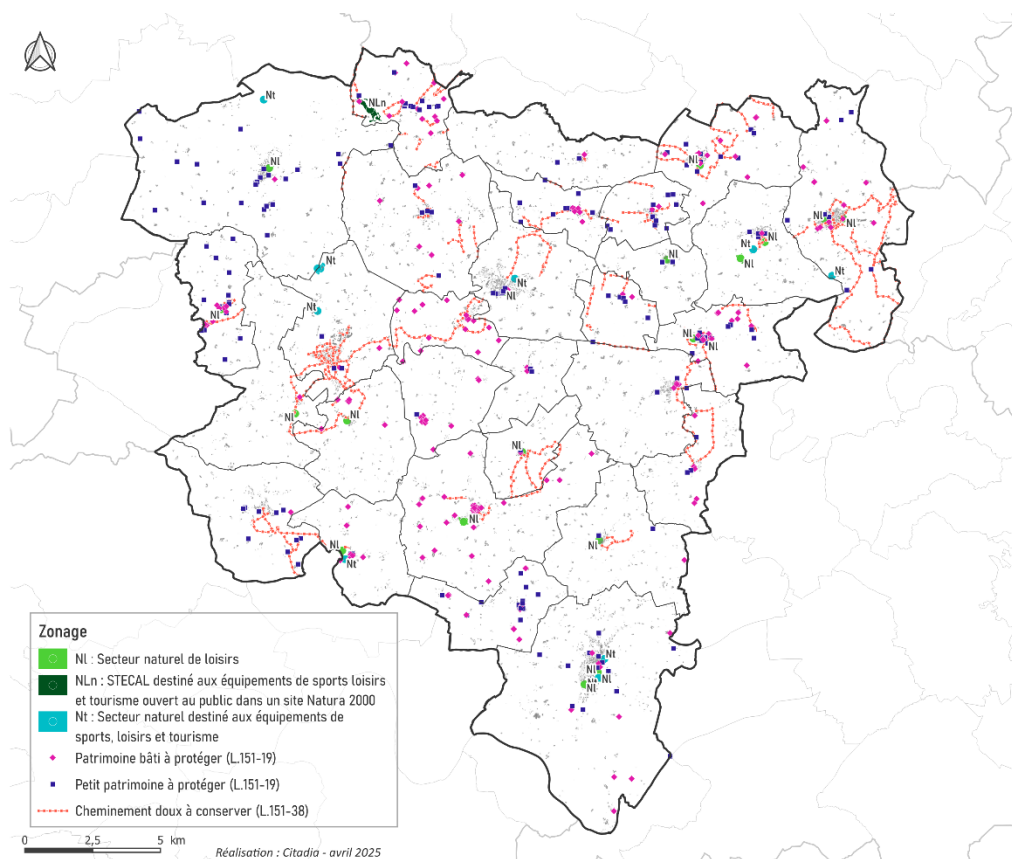 Nt
NLn
Nl
Nl
Nl
Nl
Nt
Nl
Nl
Nt
Nt
Nt
Nl
Nt
Nl
Nl
Nl
Nl
Nl
Nl
Nl
Nl
Nl
Nt
Nt
Nl
Nl
Zonage
Nl : Secteur naturel de loisirs
NLn : STECAL destiné aux équipements de sports loisirs
et tourisme ouvert au public dans un site Natura 2000
Nt : Secteur naturel destiné aux équipements de
sports, loisirs et tourisme
Patrimoine bâti à protéger (L.151-19)
Petit patrimoine à protéger (L.151-19)
Cheminement doux à conserver (L.151-38)
0 2,5 5 km
Réalisation : Citadia - avril 2025